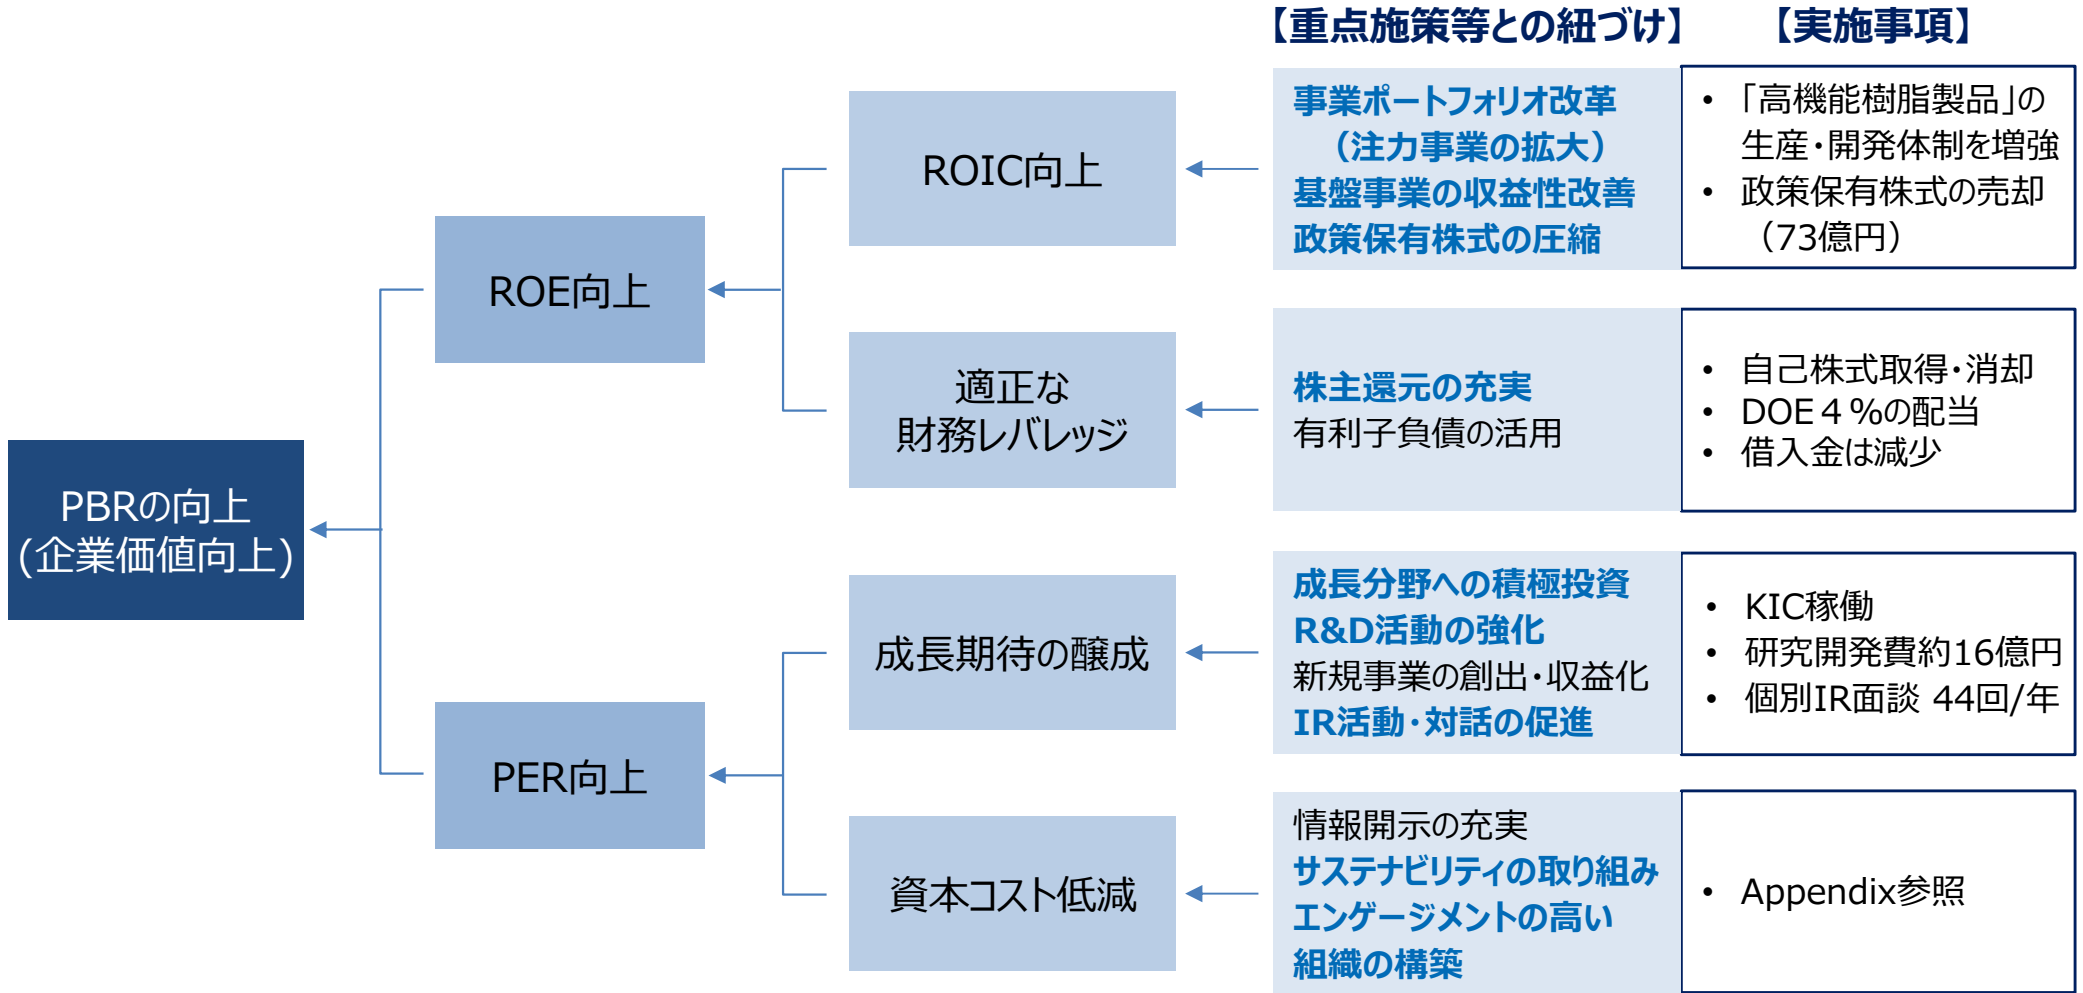 【重点施策等との紐づけ】
【実施事項】
PBRの向上
(企業価値向上)
ROE向上
PER向上
ROIC向上
適正な
財務レバレッジ
成長期待の醸成
資本コスト低減
事業ポートフォリオ改革
（注力事業の拡大）
基盤事業の収益性改善
政策保有株式の圧縮
• 「高機能樹脂製品」の
生産・開発体制を増強
• 政策保有株式の売却
（73億円）
株主還元の充実
有利子負債の活用
• 自己株式取得・消却
• DOE４%の配当
• 借入金は減少
成長分野への積極投資
R&D活動の強化
新規事業の創出・収益化
IR活動・対話の促進
• KIC稼働
• 研究開発費約16億円
• 個別IR面談 44回/年
情報開示の充実
サステナビリティの取り組み
エンゲージメントの高い
組織の構築
• Appendix参照